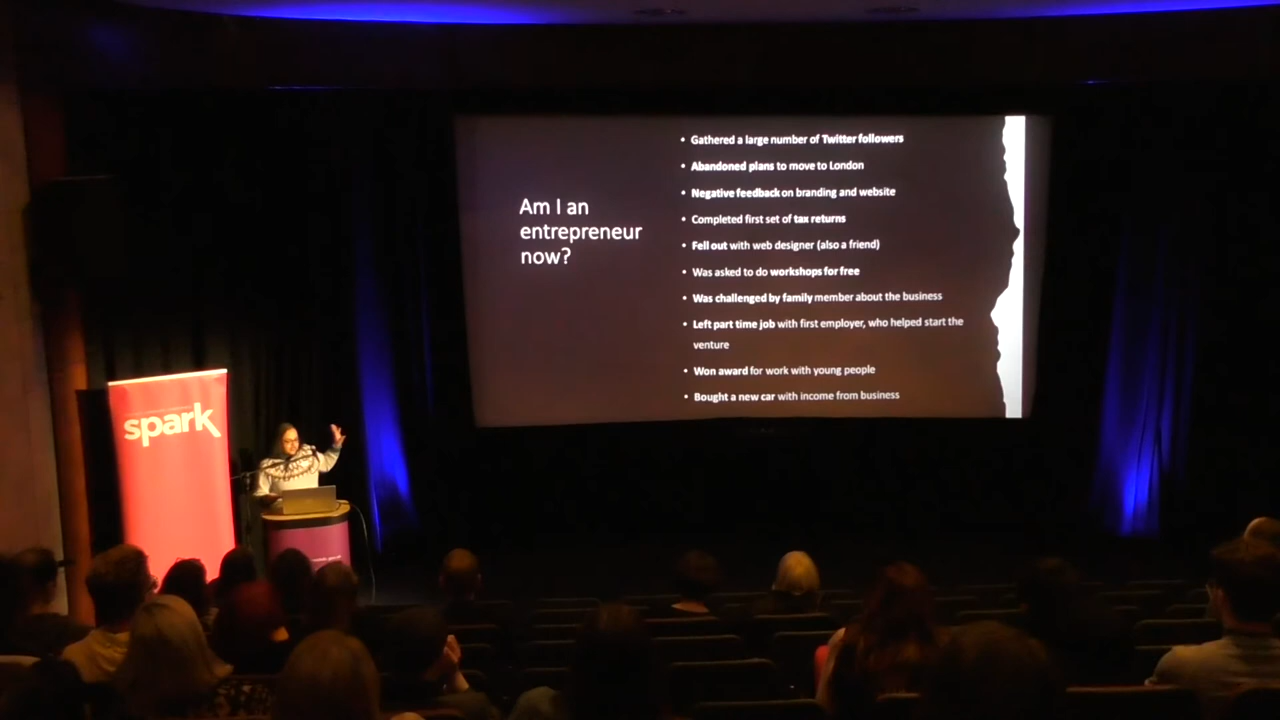 Am I an
entrepreneur
now?
• Gathered a large number of Twitter followers
• Abandoned plans to move to London
• Negative feedback on branding and website
• Completed first set of tax returns
• Fell out with web designer (also a friend)
• Was asked to do workshops for free
• Was challenged by family member about the business
• Left part time job with first employer, who helped start the
venture
• Won award for work with young people
• Bought a new car with income from business
spark